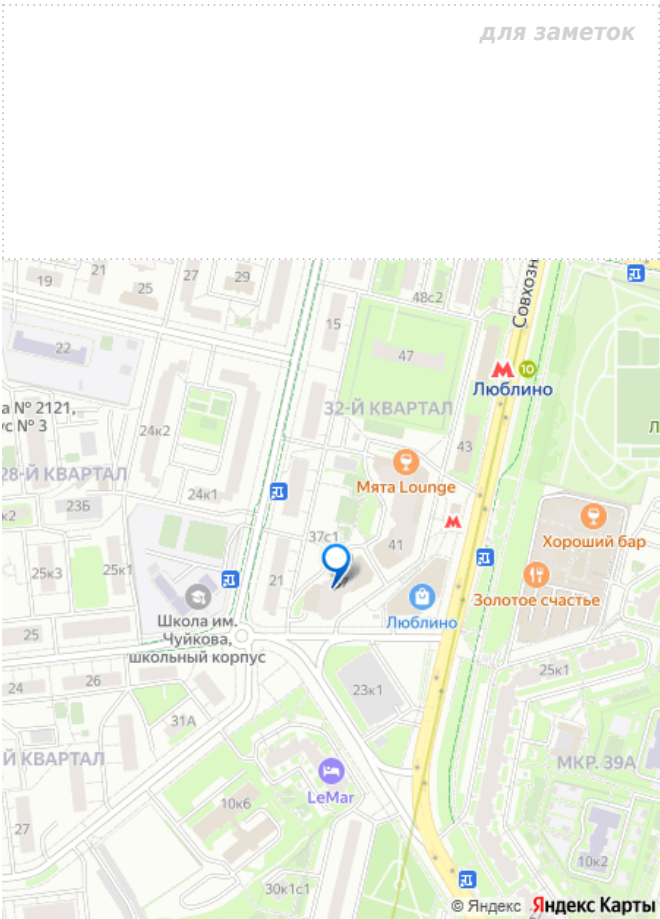 для заметок
19
21
25
27
29
48с2
Совхозн
15
22
47
10
Люблино
а № 2121,
ус № 3
32-Й КВАРТАЛ
24к2
43
28-Й КВАРТАЛ
Мята Lounge
24к1
к2
23Б
Хороший бар
37с1
41
25к3
25к1
21
Золотое счастье
Школа им.
Чуйкова,
школьный корпус
Люблино
25
24
26
23к1
25к1
31А
Й КВАРТАЛ
МКР. 39А
LeMar
10к6
27
10к2
30к1с1
© Яндекс Яндекс Карты